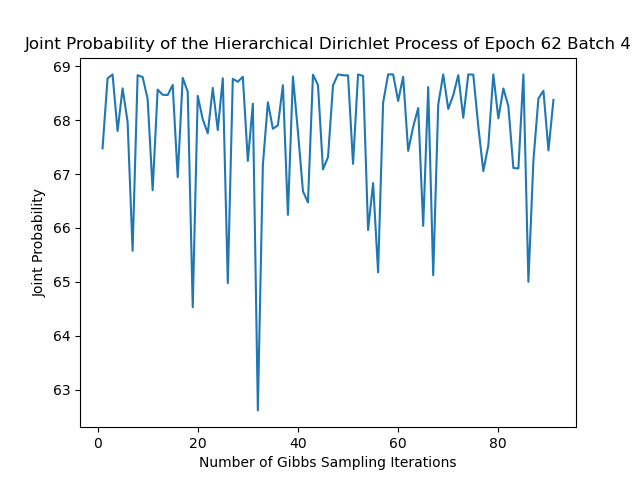 Joint Probability of the Hierarchical Dirichlet Process of Epoch 62 Batch 4
69
68
67
66
65
64
63
Joint Probability
0 20 40 60 80
Number of Gibbs Sampling Iterations